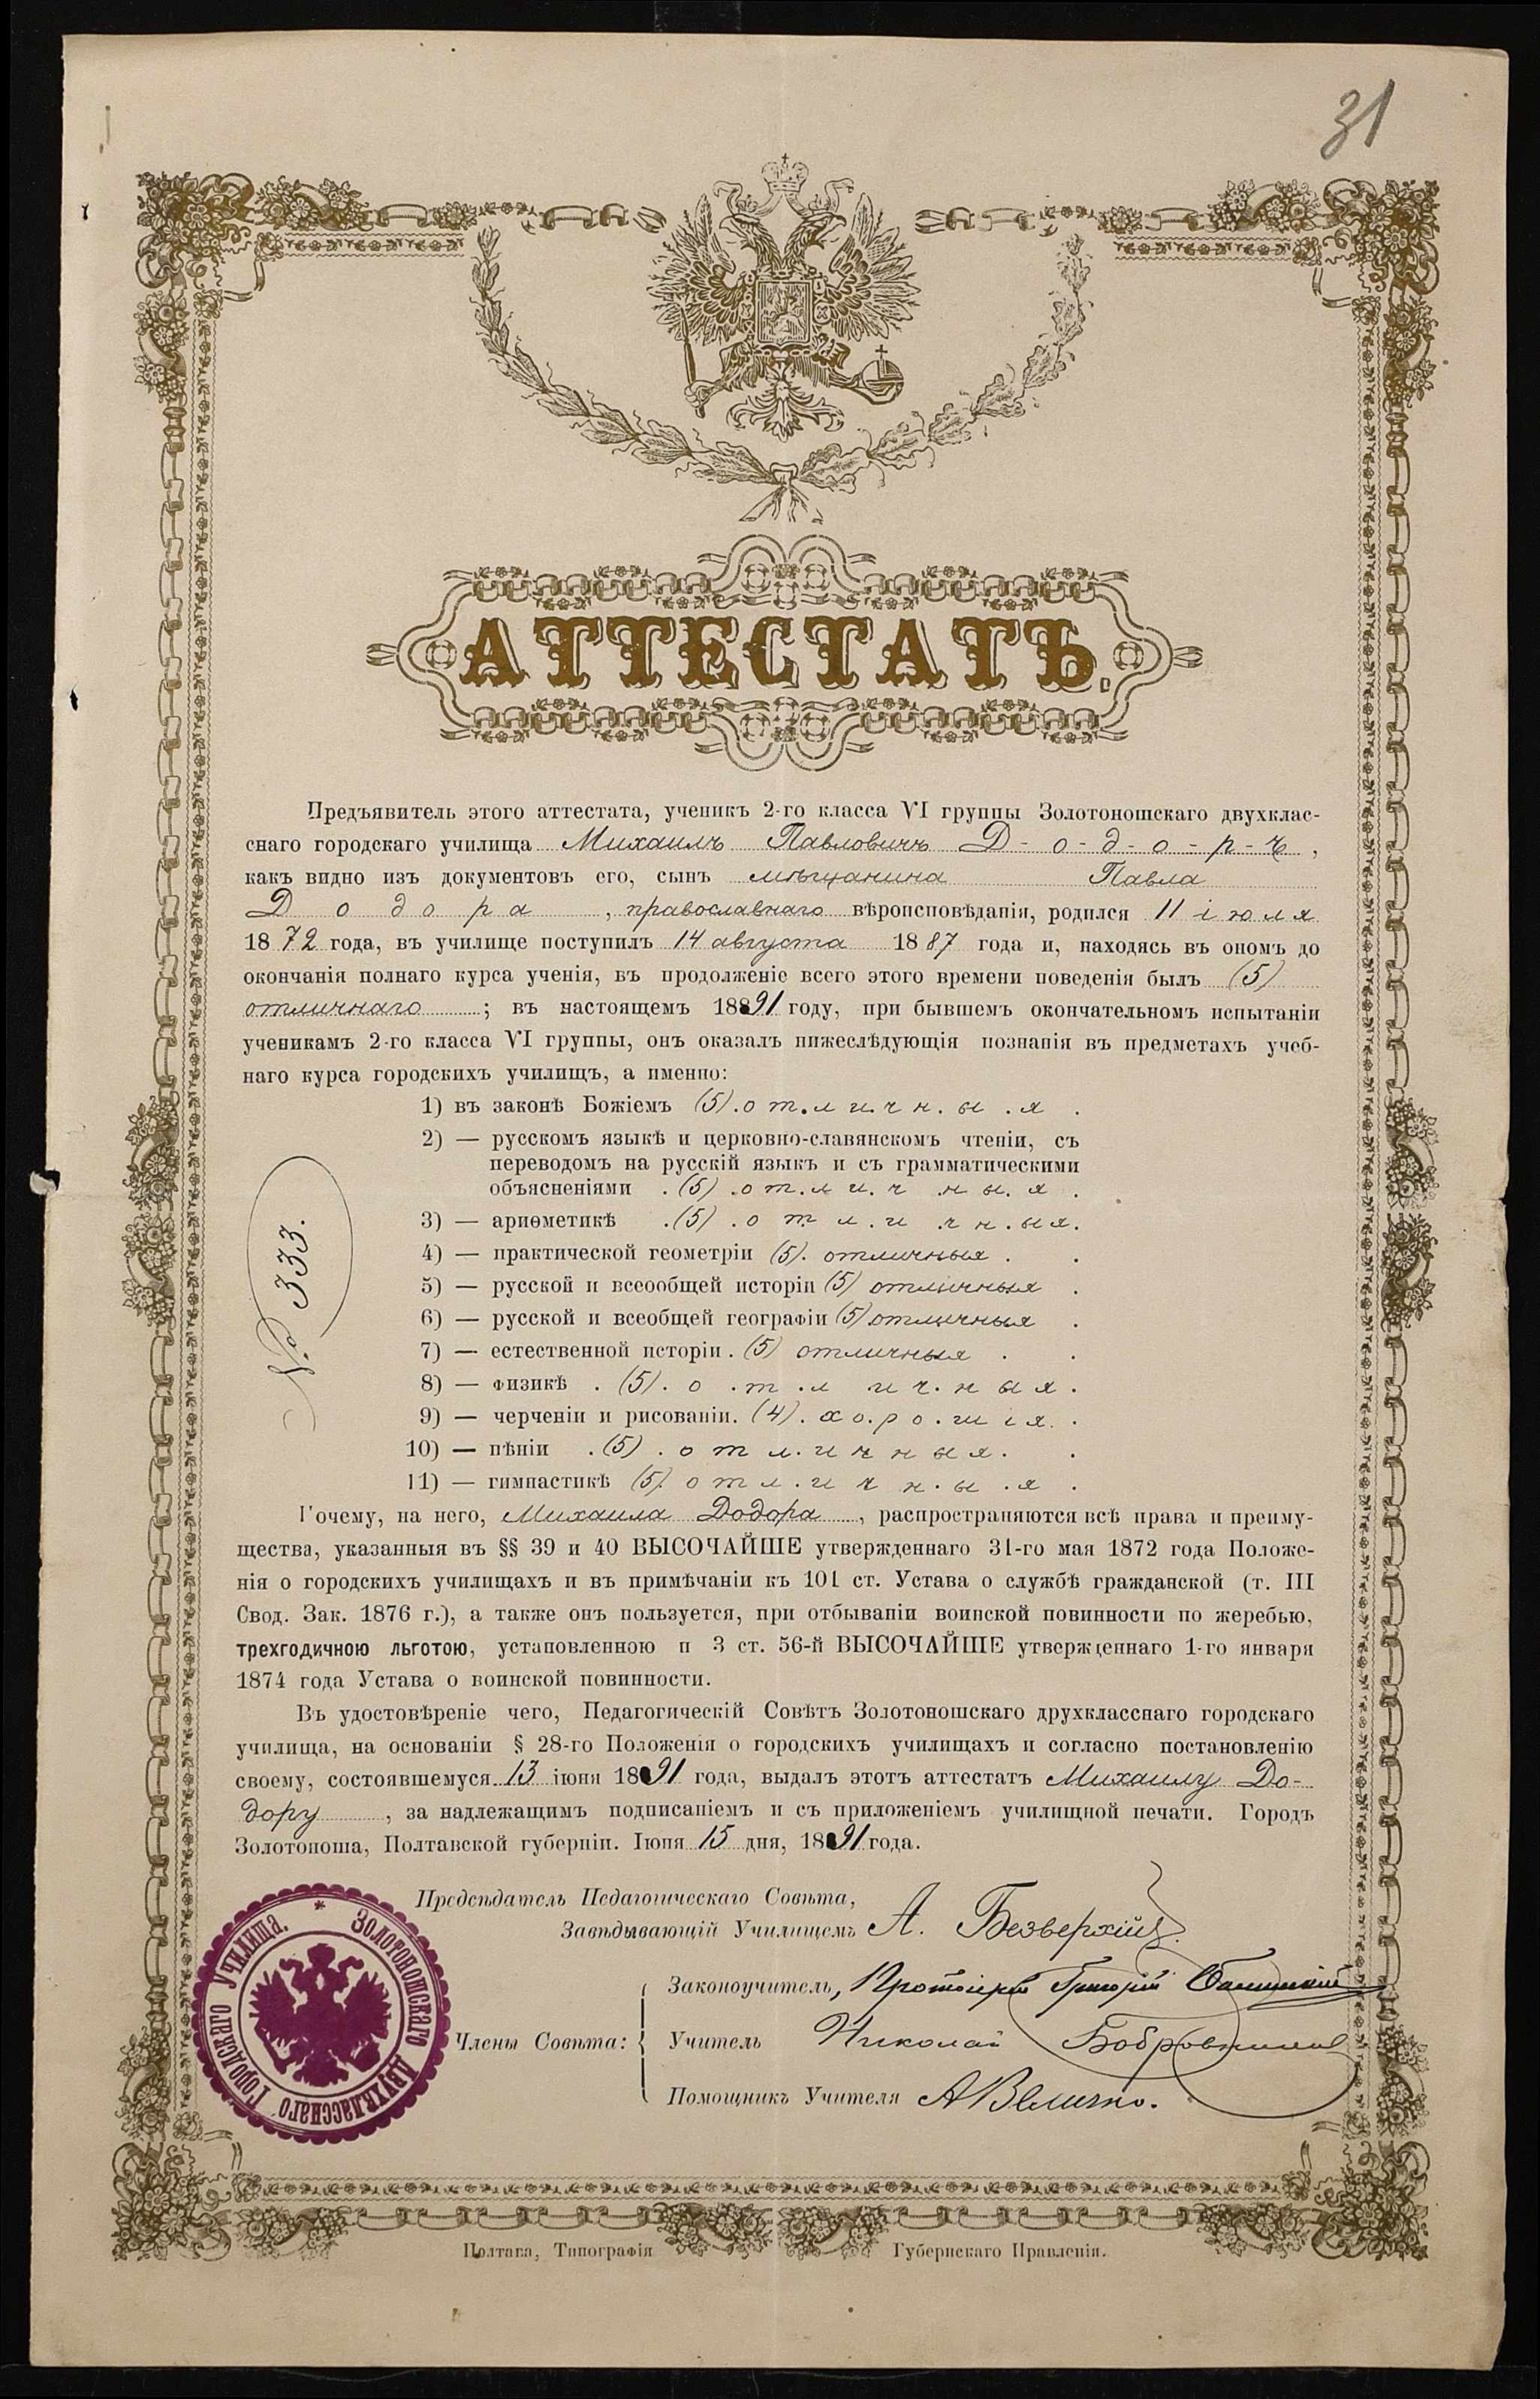 31
АТТЕСТАТЪ.
Предъявитель этого аттестата, ученикъ 2-го класса VI группы Золотоношскаго двухклас-
снаго городскаго училища Михаилъ Павловичъ Д-о-д-о-р-ъ,
какъ видно изъ документовъ его, сынъ мѣщанина Павла
Додора, православнаго вѣроисповѣданія, родился 11 іюля
1872 года, въ училище поступилъ 14 августа 1887 года и, находясь въ ономъ до
окончанія полнаго курса ученія, въ продолженіе всего этого времени поведенія былъ (5)
отличнаго; въ настоящемъ 1891 году, при бывшемъ окончательномъ испытаніи
ученикамъ 2-го класса VI группы, онъ оказалъ нижеслѣдующія познанія въ предметахъ учеб-
наго курса городскихъ училищъ, а именно:
1) въ законѣ Божіемъ (5) отличныя.
2) — русскомъ языкѣ и церковно-славянскомъ чтеніи, съ
переводомъ на русскій языкъ и съ грамматическими
объясненіями (5) отличныя.
3) — ариѳметикѣ (5) отличныя.
4) — практической геометріи (5) отличныя.
5) — русской и всеообщей исторіи (5) отличныя.
6) — русской и всеобщей географіи (5) отличныя.
7) — естественной исторіи (5) отличныя.
8) — физикѣ (5) отличныя.
9) — черченіи и рисованіи (4) хорошія.
10) — пѣніи (5) отличныя.
11) — гимнастикѣ (5) отличныя.
№ 333.
Почему, на него, Михаила Додора, распространяются всѣ права и преиму-
щества, указанныя въ §§ 39 и 40 ВЫСОЧАЙШЕ утвержденнаго 31-го мая 1872 года Положе-
нія о городскихъ училищахъ и въ примѣчаніи къ 101 ст. Устава о службѣ гражданской (т. III
Свод. Зак. 1876 г.), а также онъ пользуется, при отбываніи воинской повинности по жеребью,
трехгодичною льготою, установленною п 3 ст. 56-й ВЫСОЧАЙШЕ утвержденнаго 1-го января
1874 года Устава о воинской повинности.
Въ удостовѣреніе чего, Педагогическій Совѣтъ Золотоношскаго друхкласснаго городскаго
училища, на основаніи § 28-го Положенія о городскихъ училищахъ и согласно постановленію
своему, состоявшемуся 13 іюня 1891 года, выдалъ этотъ аттестатъ Михаилу До-
дору, за надлежащимъ подписаніемъ и съ приложеніемъ училищной печати. Городъ
Золотоноша, Полтавской губерніи. Іюня 15 дня, 1891 года.
Предсѣдатель Педагогическаго Совѣта,
Завѣдывающій Училищемъ А. Безверхій
Законоучитель, Протоіерей Григорій
Члены Совѣта: Учитель Николай
Помощникъ Учителя А Величко.
Золотоношскаго Двухкласснаго Городскаго Училища. *
Полтава, Типографія Губернскаго Правленія.